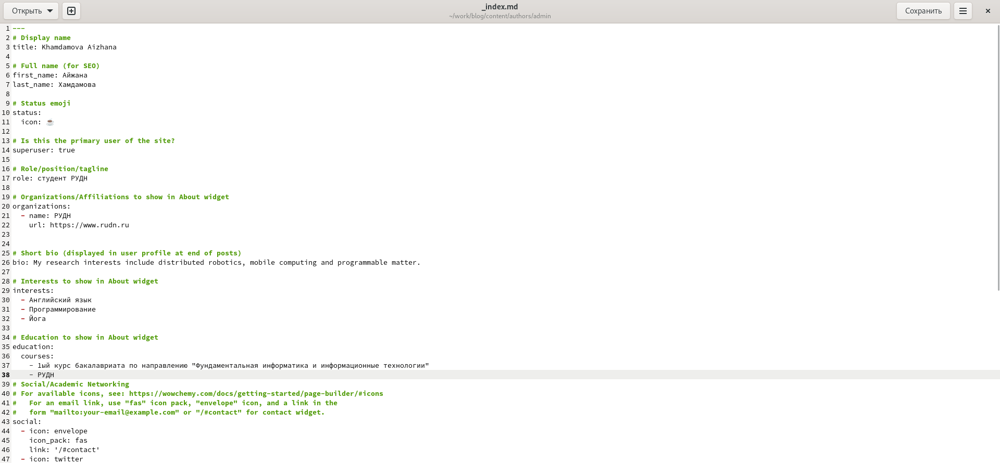 Открыть
_index.md
~/work/blog/content/authors/admin
Сохранить
1 ---
2 # Display name
3 title: Khamdamova Aizhana
4
5 # Full name (for SEO)
6 first_name: Айжана
7 last_name: Хамдамова
8
9 # Status emoji
10 status:
11   icon: ☕️
12
13 # Is this the primary user of the site?
14 superuser: true
15
16 # Role/position/tagline
17 role: студент РУДН
18
19 # Organizations/Affiliations to show in About widget
20 organizations:
21   - name: РУДН
22     url: https://www.rudn.ru
23
24
25 # Short bio (displayed in user profile at end of posts)
26 bio: My research interests include distributed robotics, mobile computing and programmable matter.
27
28 # Interests to show in About widget
29 interests:
30   - Английский язык
31   - Программирование
32   - Йога
33
34 # Education to show in About widget
35 education:
36   courses:
37     - 1ый курс бакалавриата по направлению "Фундаментальная информатика и информационные технологии"
38     - РУДН
39 # Social/Academic Networking
40 # For available icons, see: https://wowchemy.com/docs/getting-started/page-builder/#icons
41 #   For an email link, use "fas" icon pack, "envelope" icon, and a link in the
42 #   form "mailto:your-email@example.com" or "/#contact" for contact widget.
43 social:
44   - icon: envelope
45     icon_pack: fas
46     link: '/#contact'
47   - icon: twitter